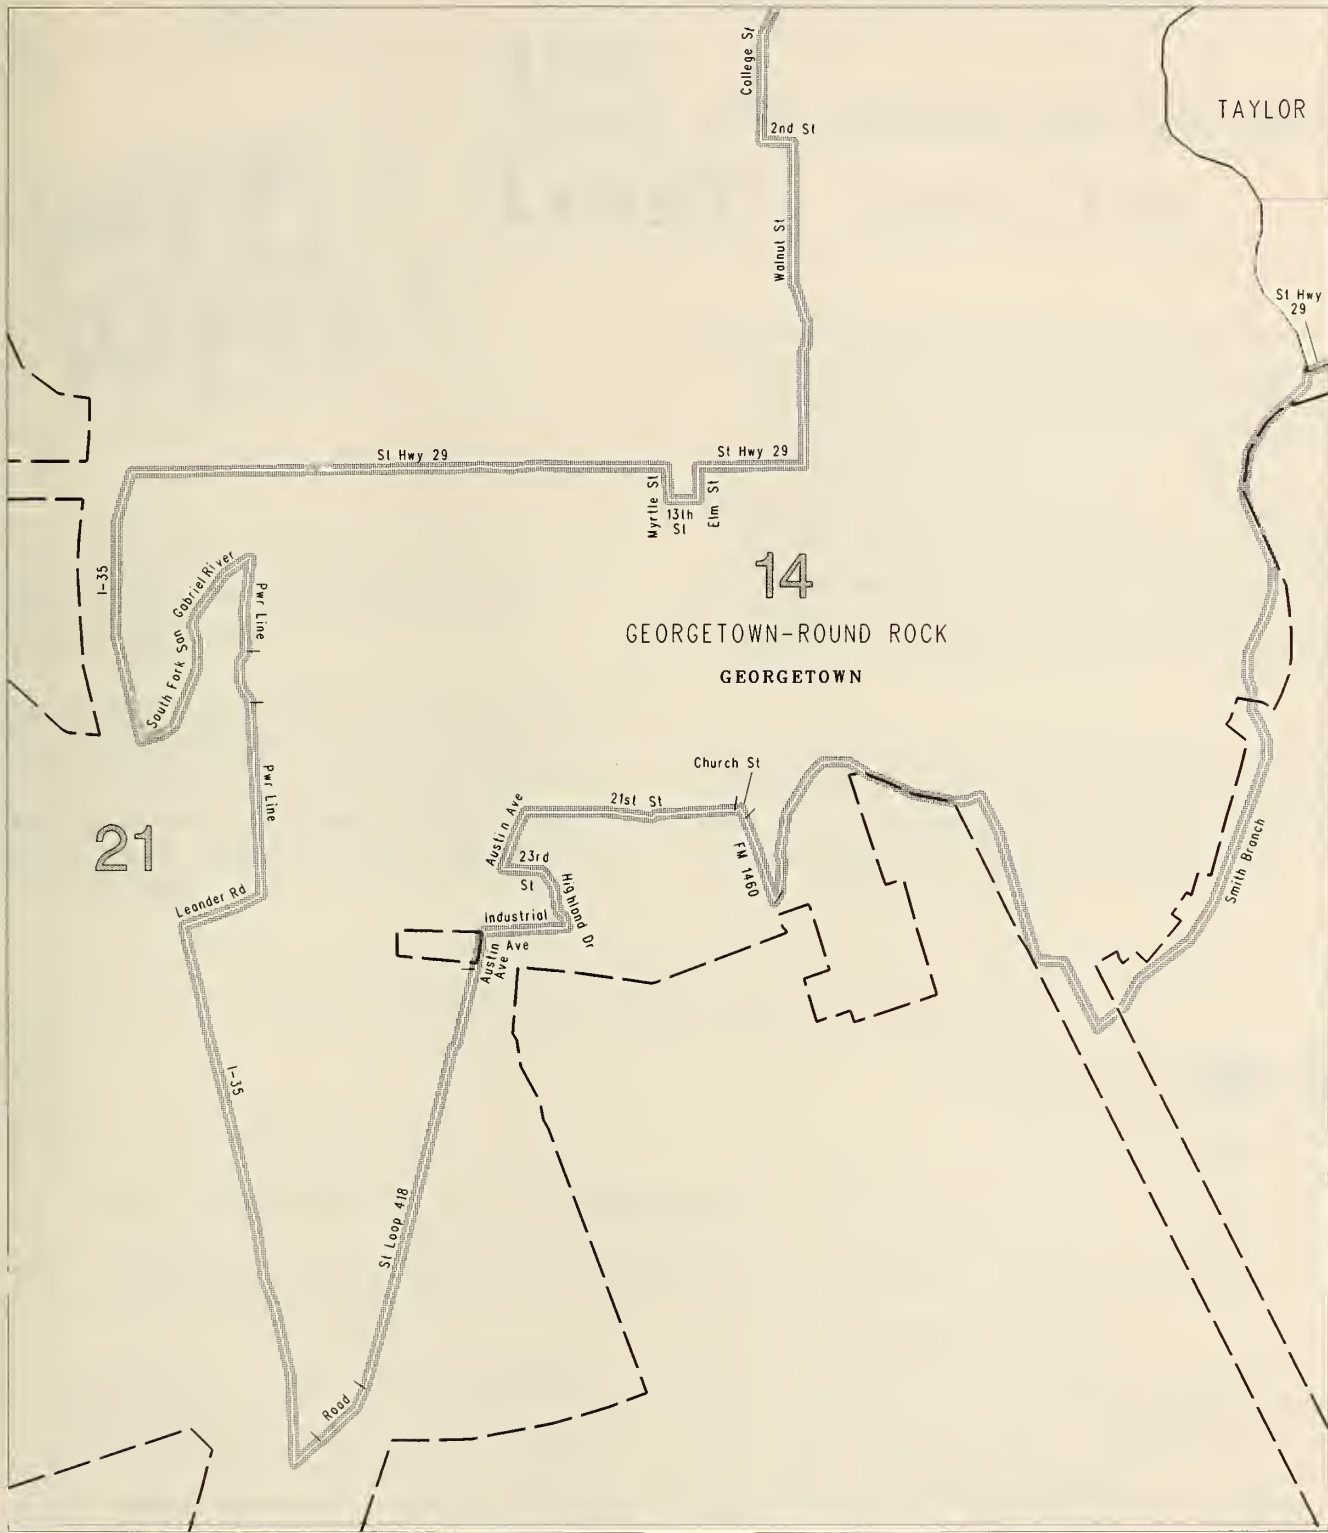 College St
TAYLOR
2nd St
Walnut St
St Hwy
29
St Hwy 29
St Hwy 29
Myrtle St
13th
St
Elm St
14
GEORGETOWN-ROUND ROCK
GEORGETOWN
I-35
South Fork San Gabriel River
Pwr Line
Pwr Line
Church St
21st St
Austin Ave
21
23rd
St
Highland Dr
FM 1460
Smith Branch
Leander Rd
Industrial
Ave
Austin
Ave
I-35
St Loop 418
Road